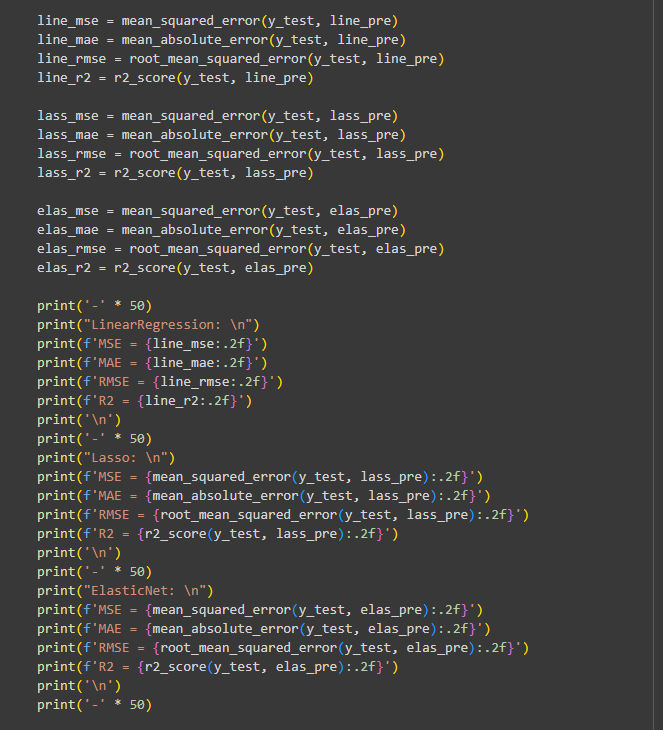 line_mse = mean_squared_error(y_test, line_pre)
line_mae = mean_absolute_error(y_test, line_pre)
line_rmse = root_mean_squared_error(y_test, line_pre)
line_r2 = r2_score(y_test, line_pre)

lass_mse = mean_squared_error(y_test, lass_pre)
lass_mae = mean_absolute_error(y_test, lass_pre)
lass_rmse = root_mean_squared_error(y_test, lass_pre)
lass_r2 = r2_score(y_test, lass_pre)

elas_mse = mean_squared_error(y_test, elas_pre)
elas_mae = mean_absolute_error(y_test, elas_pre)
elas_rmse = root_mean_squared_error(y_test, elas_pre)
elas_r2 = r2_score(y_test, elas_pre)

print('-' * 50)
print("LinearRegression: \n")
print(f'MSE = {line_mse:.2f}')
print(f'MAE = {line_mae:.2f}')
print(f'RMSE = {line_rmse:.2f}')
print(f'R2 = {line_r2:.2f}')
print('\n')
print('-' * 50)
print("Lasso: \n")
print(f'MSE = {mean_squared_error(y_test, lass_pre):.2f}')
print(f'MAE = {mean_absolute_error(y_test, lass_pre):.2f}')
print(f'RMSE = {root_mean_squared_error(y_test, lass_pre):.2f}')
print(f'R2 = {r2_score(y_test, lass_pre):.2f}')
print('\n')
print('-' * 50)
print("ElasticNet: \n")
print(f'MSE = {mean_squared_error(y_test, elas_pre):.2f}')
print(f'MAE = {mean_absolute_error(y_test, elas_pre):.2f}')
print(f'RMSE = {root_mean_squared_error(y_test, elas_pre):.2f}')
print(f'R2 = {r2_score(y_test, elas_pre):.2f}')
print('\n')
print('-' * 50)